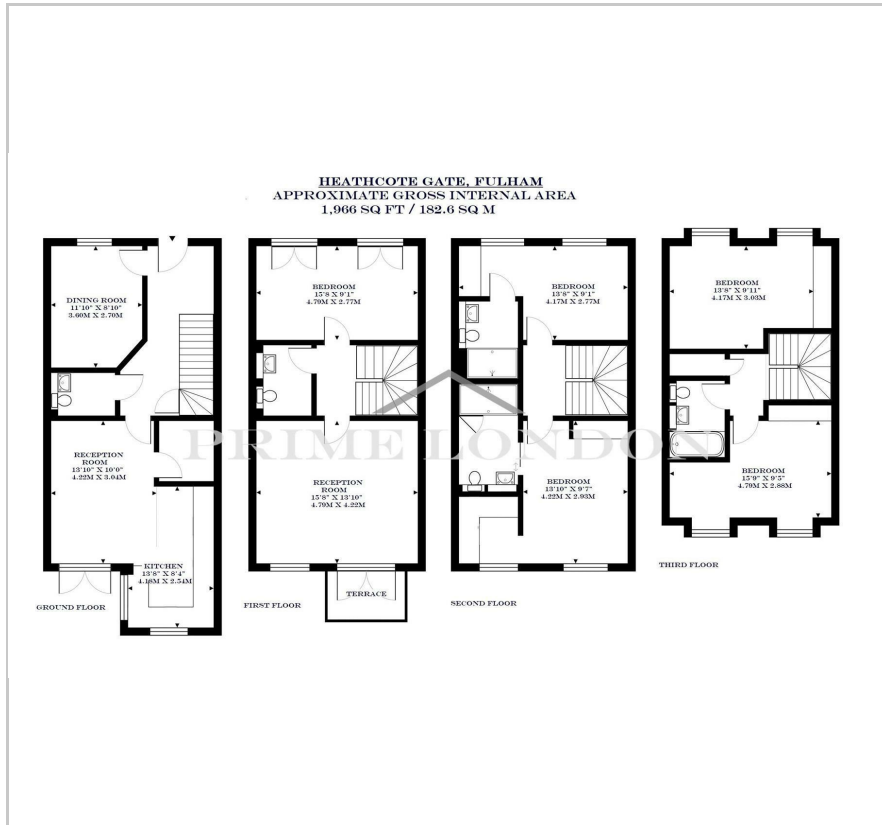 HEATHCOTE GATE, FULHAM
APPROXIMATE GROSS INTERNAL AREA
1,966 SQ FT / 182.6 SQ M
DINING ROOM
11'10" X 8'10"
3.60M X 2.70M
RECEPTION
ROOM
13'10" X 10'0"
4.22M X 3.04M
KITCHEN
13'8" X 8'4"
4.18M X 2.54M
GROUND FLOOR
BEDROOM
15'8 X 9'1"
4.79M X 2.77M
RECEPTION
ROOM
15'8" X 13'10"
4.79M X 4.22M
TERRACE
FIRST FLOOR
BEDROOM
13'8" X 9'1"
4.17M X 2.77M
BEDROOM
13'10" X 9'7"
4.22M X 2.93M
SECOND FLOOR
BEDROOM
13'8" X 9'11"
4.17M X 3.03M
BEDROOM
15'9" X 9'5"
4.79M X 2.88M
THIRD FLOOR
PRIME LONDON